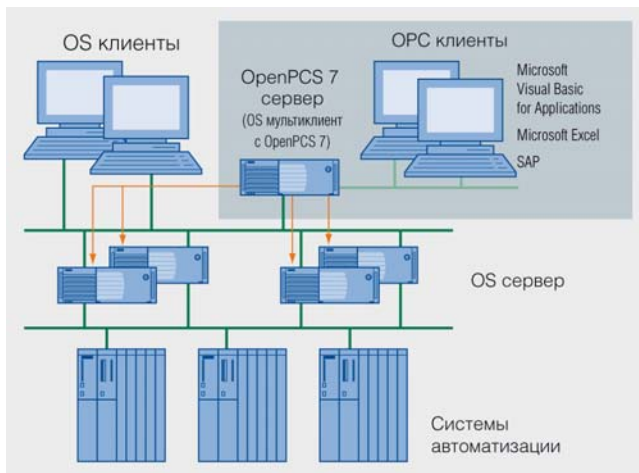 OS клиенты
OPC клиенты
OpenPCS 7
сервер
(OS мультиклиент
с OpenPCS 7)
Microsoft
Visual Basic
for Applications
Microsoft Excel
SAP
OS сервер
Системы
автоматизации